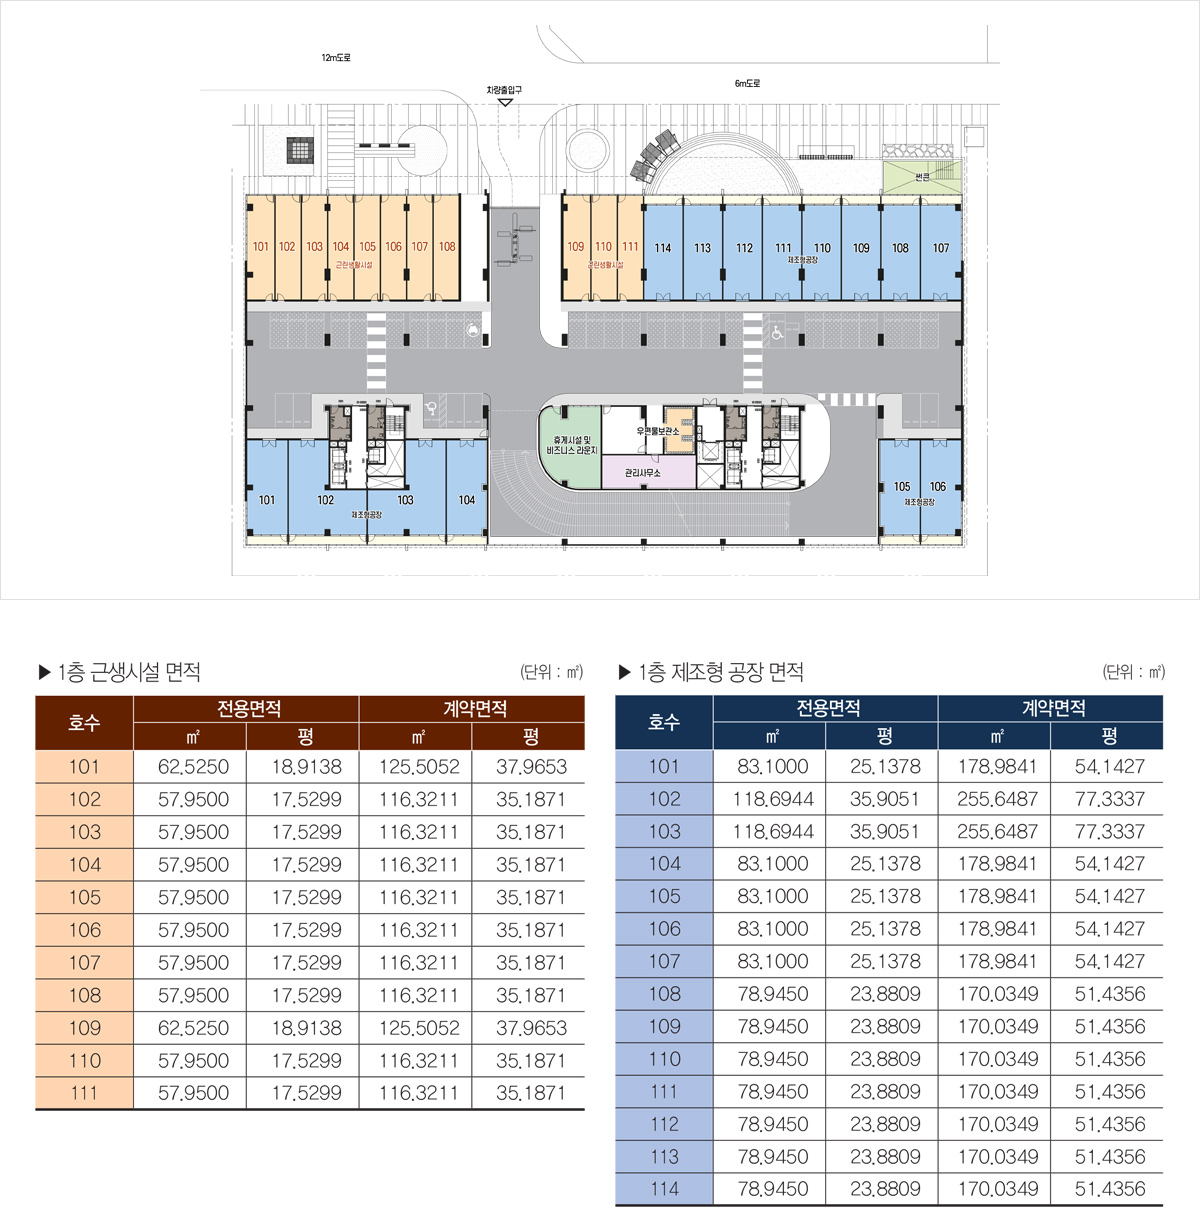 12m도로
6m도로
차량출입구
썬큰
101 102 103 104 105 106 107 108
근린생활시설
109 110 111
근린생활시설
114 113 112 111 110 109 108 107
제조형공장
휴게시설 및
비즈니스 라운지
우편물보관소
관리사무소
101 102 103 104
제조형공장
105 106
제조형공장
▶ 1층 근생시설 면적 (단위 : ㎡)
호수 전용면적 계약면적
㎡ 평 ㎡ 평
101 62.5250 18.9138 125.5052 37.9653
102 57.9500 17.5299 116.3211 35.1871
103 57.9500 17.5299 116.3211 35.1871
104 57.9500 17.5299 116.3211 35.1871
105 57.9500 17.5299 116.3211 35.1871
106 57.9500 17.5299 116.3211 35.1871
107 57.9500 17.5299 116.3211 35.1871
108 57.9500 17.5299 116.3211 35.1871
109 62.5250 18.9138 125.5052 37.9653
110 57.9500 17.5299 116.3211 35.1871
111 57.9500 17.5299 116.3211 35.1871
▶ 1층 제조형 공장 면적 (단위 : ㎡)
호수 전용면적 계약면적
㎡ 평 ㎡ 평
101 83.1000 25.1378 178.9841 54.1427
102 118.6944 35.9051 255.6487 77.3337
103 118.6944 35.9051 255.6487 77.3337
104 83.1000 25.1378 178.9841 54.1427
105 83.1000 25.1378 178.9841 54.1427
106 83.1000 25.1378 178.9841 54.1427
107 83.1000 25.1378 178.9841 54.1427
108 78.9450 23.8809 170.0349 51.4356
109 78.9450 23.8809 170.0349 51.4356
110 78.9450 23.8809 170.0349 51.4356
111 78.9450 23.8809 170.0349 51.4356
112 78.9450 23.8809 170.0349 51.4356
113 78.9450 23.8809 170.0349 51.4356
114 78.9450 23.8809 170.0349 51.4356